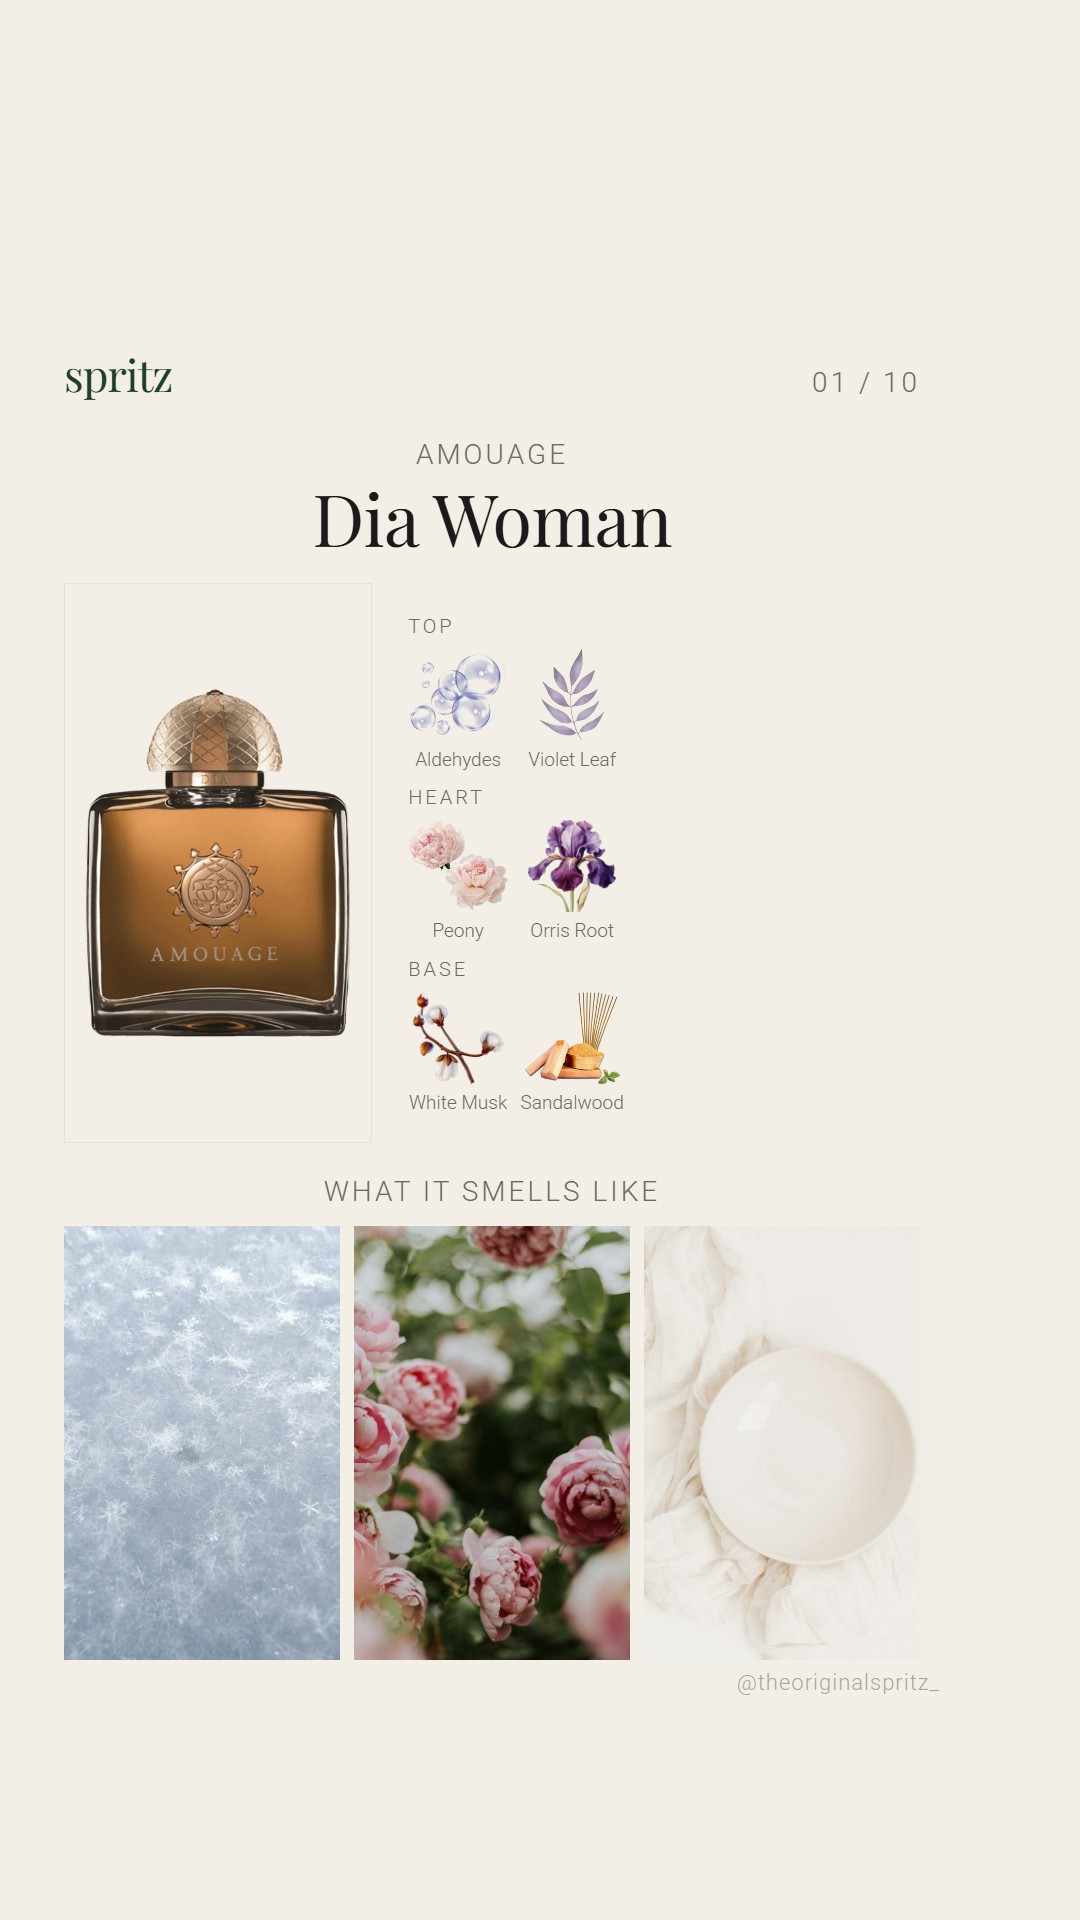 spritz
01 / 10
AMOUAGE
Dia Woman
TOP
Aldehydes Violet Leaf
HEART
Peony Orris Root
BASE
White Musk Sandalwood
DIA
AMOUAGE
WHAT IT SMELLS LIKE
@theoriginalspritz_